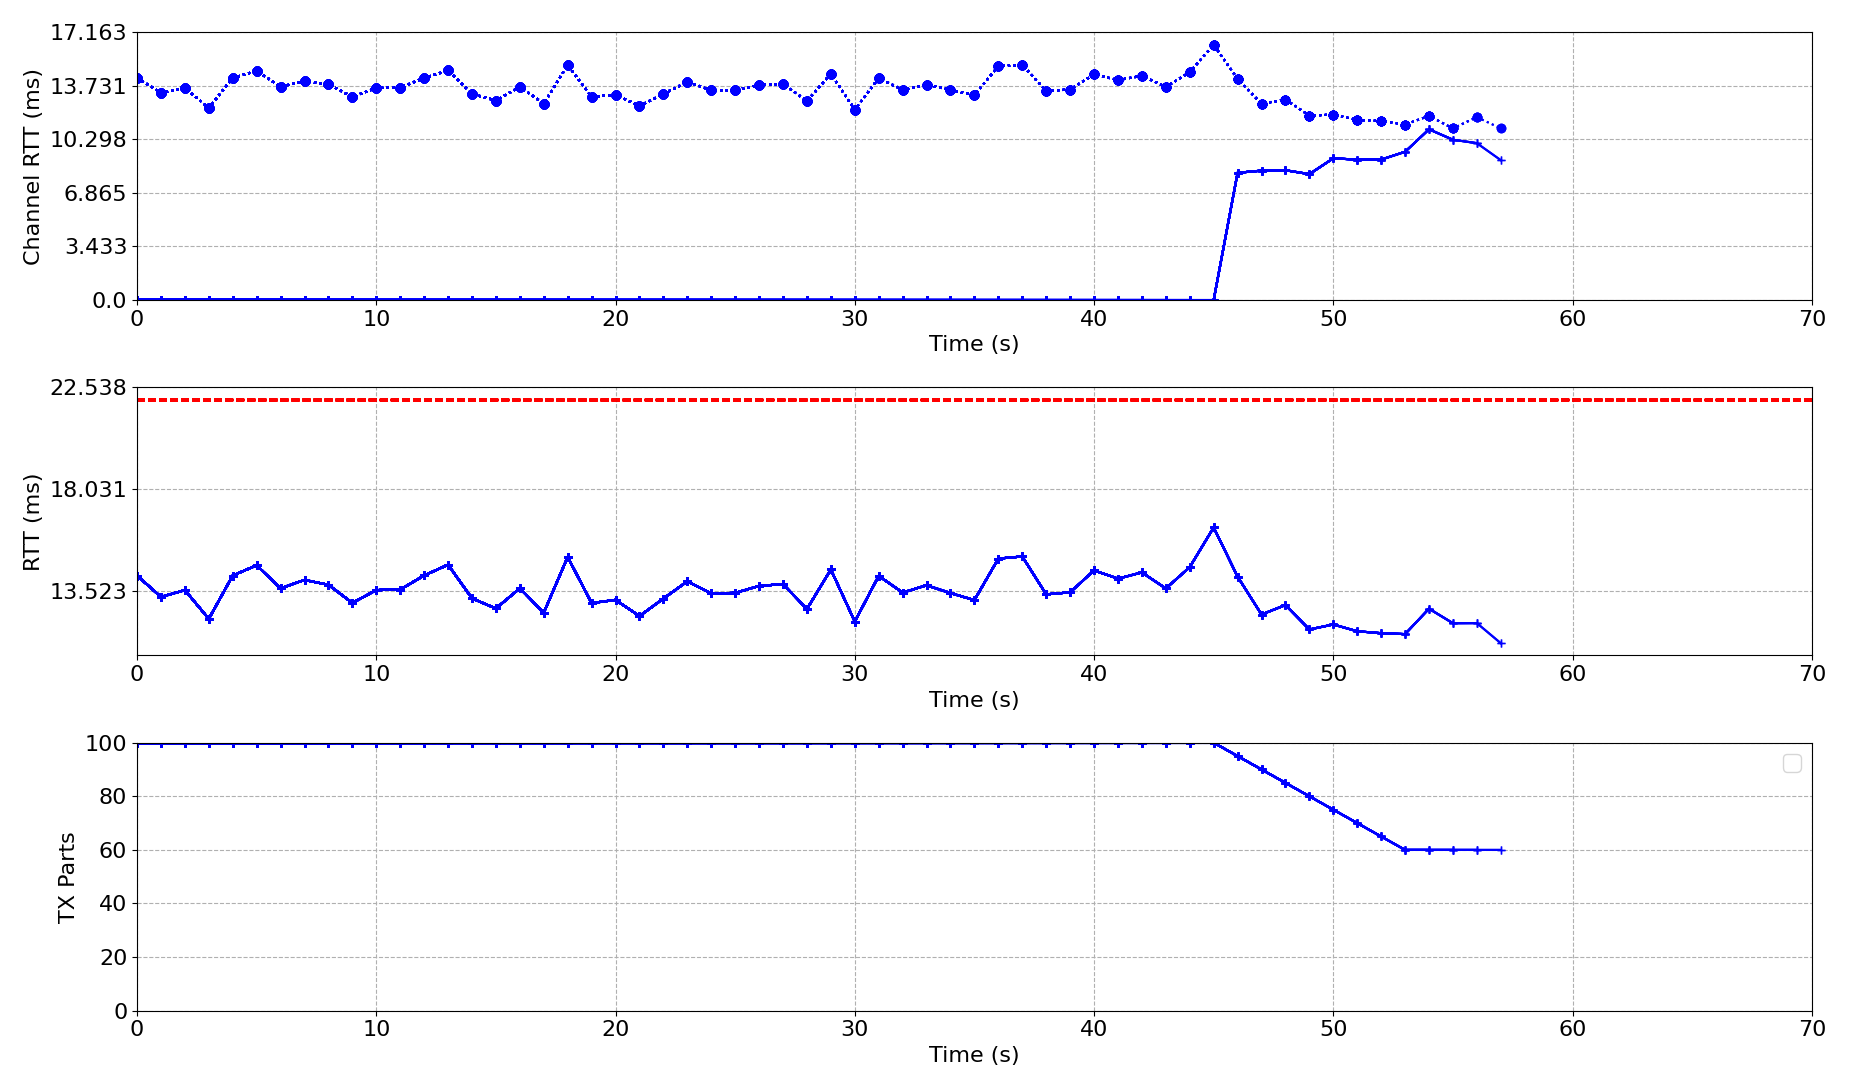 17.163
13.731
10.298
6.865
3.433
0.0
Channel RTT (ms)
0 10 20 30 40 50 60 70
Time (s)
22.538
18.031
13.523
RTT (ms)
0 10 20 30 40 50 60 70
Time (s)
100
80
60
40
20
0
TX Parts
0 10 20 30 40 50 60 70
Time (s)